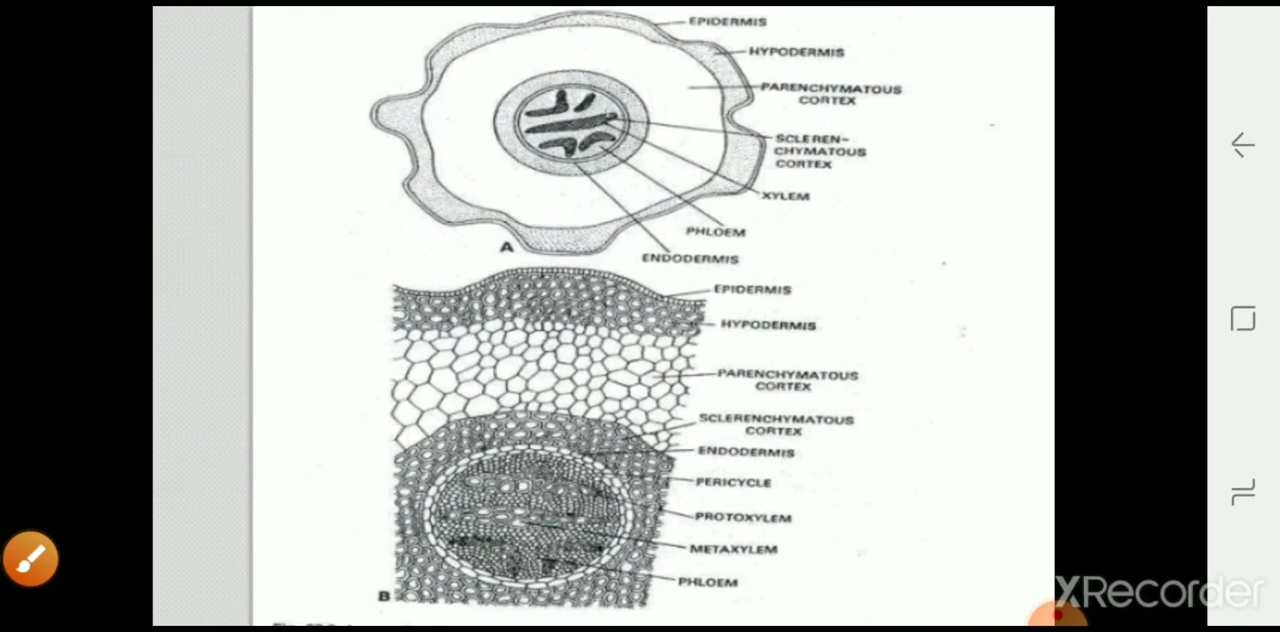 EPIDERMIS
HYPODERMIS
PARENCHYMATOUS
CORTEX
SCLEREN-
CHYMATOUS
CORTEX
XYLEM
PHLOEM
ENDODERMIS
A
EPIDERMIS
HYPODERMIS
PARENCHYMATOUS
CORTEX
SCLERENCHYMATOUS
CORTEX
ENDODERMIS
PERICYCLE
PROTOXYLEM
METAXYLEM
PHLOEM
B
XRecorder